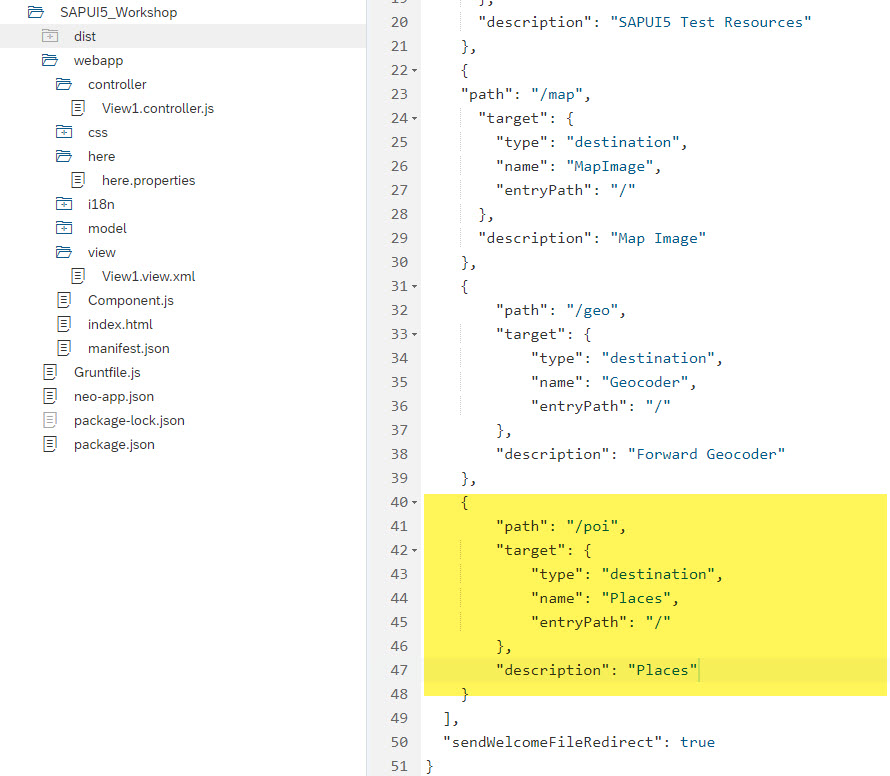 SAPUI5_Workshop
dist
webapp
controller
View1.controller.js
css
here
here.properties
i18n
model
view
View1.view.xml
Component.js
index.html
manifest.json
Gruntfile.js
neo-app.json
package-lock.json
package.json
20 "description": "SAPUI5 Test Resources"
21 },
22 {
23 "path": "/map",
24 "target": {
25 "type": "destination",
26 "name": "MapImage",
27 "entryPath": "/"
28 },
29 "description": "Map Image"
30 },
31 {
32 "path": "/geo",
33 "target": {
34 "type": "destination",
35 "name": "Geocoder",
36 "entryPath": "/"
37 },
38 "description": "Forward Geocoder"
39 },
40 {
41 "path": "/poi",
42 "target": {
43 "type": "destination",
44 "name": "Places",
45 "entryPath": "/"
46 },
47 "description": "Places"
48 }
49 ],
50 "sendWelcomeFileRedirect": true
51 }